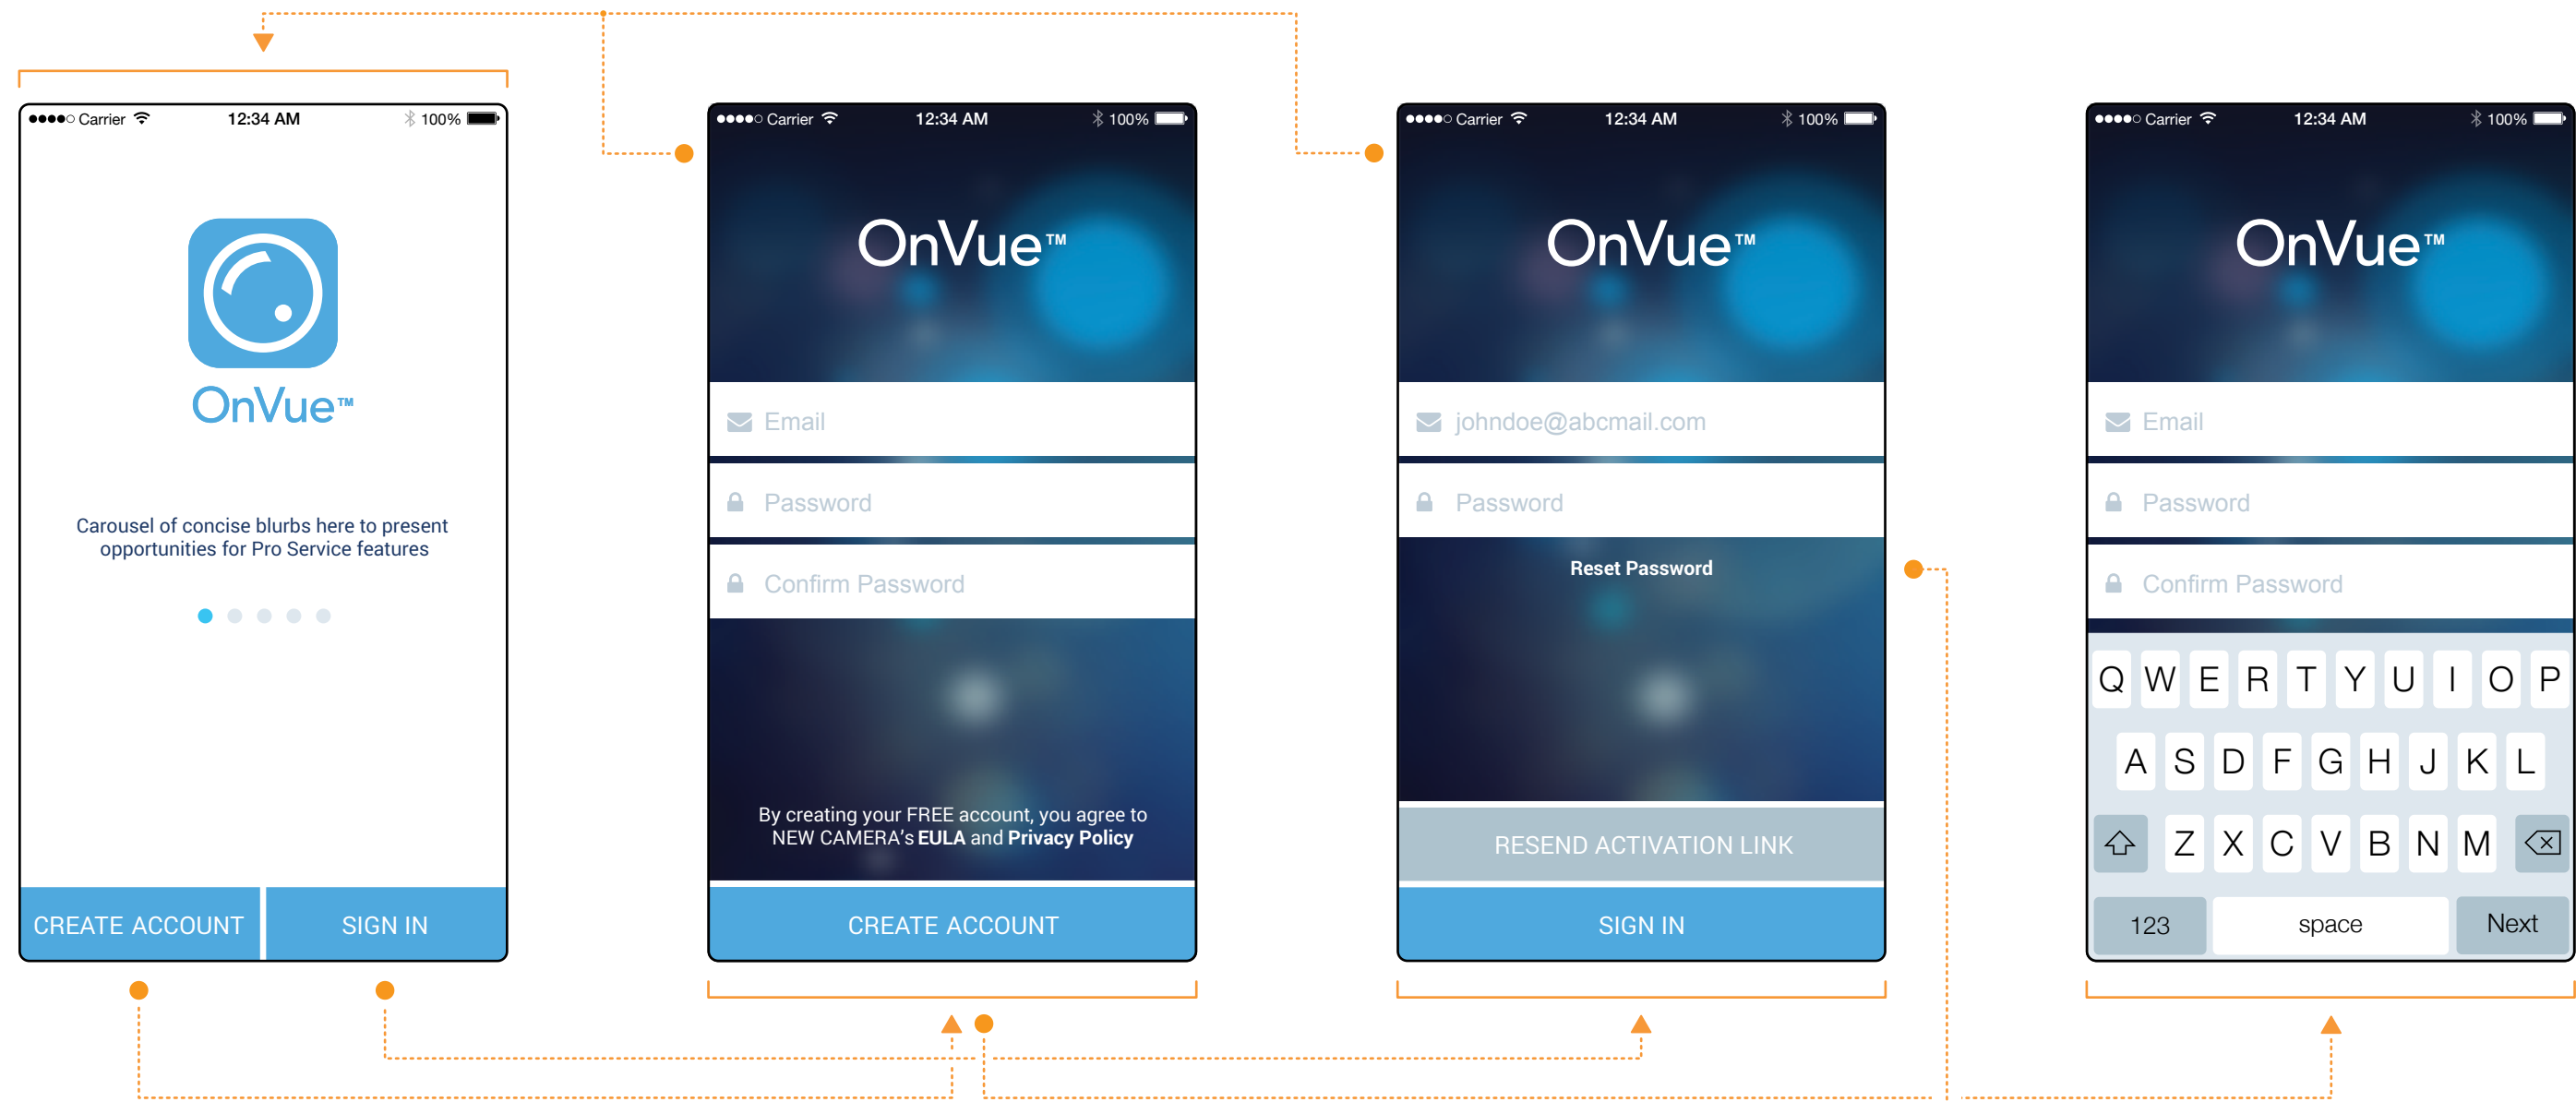 Carrier 12:34 AM 100%
OnVue™
Carousel of concise blurbs here to present
opportunities for Pro Service features
CREATE ACCOUNT
SIGN IN
Carrier 12:34 AM 100%
OnVue™
Email
Password
Confirm Password
By creating your FREE account, you agree to
NEW CAMERA's EULA and Privacy Policy
CREATE ACCOUNT
Carrier 12:34 AM 100%
OnVue™
johndoe@abcmail.com
Password
Reset Password
RESEND ACTIVATION LINK
SIGN IN
Carrier 12:34 AM 100%
OnVue™
Email
Password
Confirm Password
Q W E R T Y U I O P
A S D F G H J K L
Z X C V B N M
123 space Next